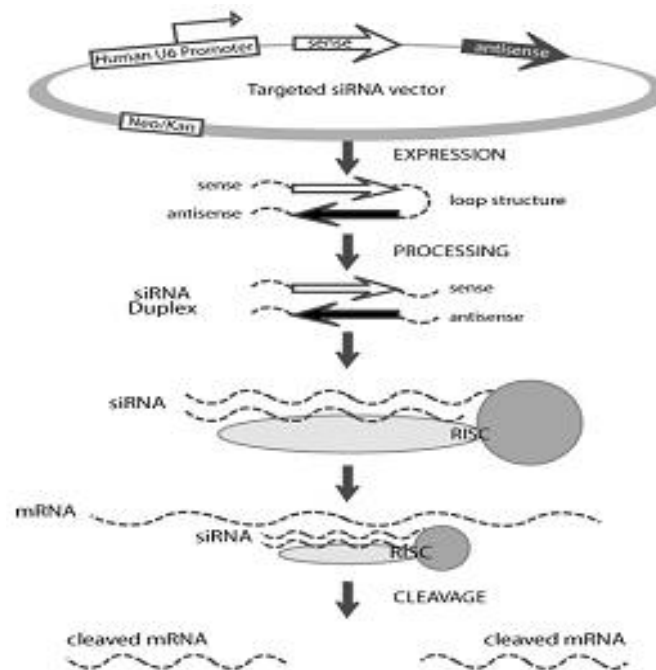 Human U6 Promoter
sense
antisense
Targeted siRNA vector
Neo/Kan
EXPRESSION
sense
loop structure
antisense
PROCESSING
siRNA
Duplex
sense
antisense
siRNA
RISC
mRNA
siRNA
RISC
CLEAVAGE
cleaved mRNA
cleaved mRNA